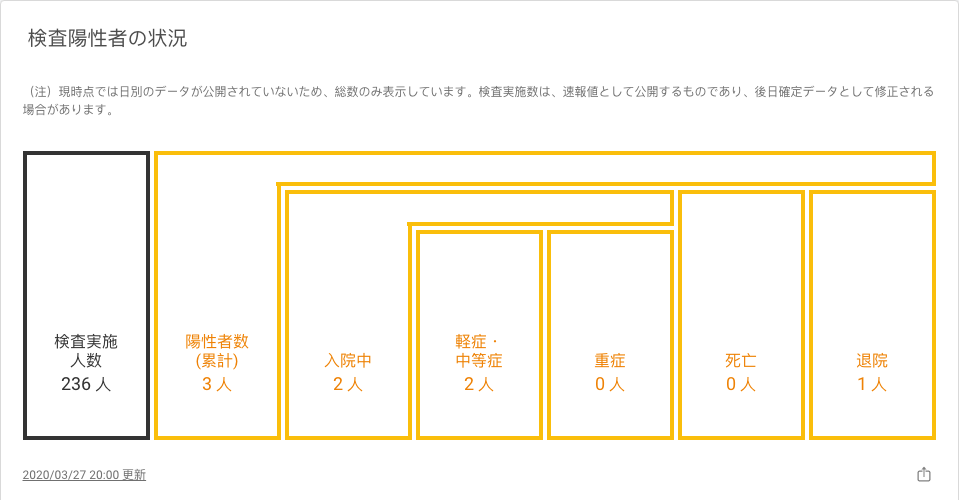 検査陽性者の状況
（注）現時点では日別のデータが公開されていないため、総数のみ表示しています。検査実施数は、速報値として公開するものであり、後日確定データとして修正される
場合があります。
検査実施
人数
236 人
陽性者数
(累計)
3 人
入院中
2 人
軽症・
中等症
2 人
重症
0 人
死亡
0 人
退院
1 人
2020/03/27 20:00 更新